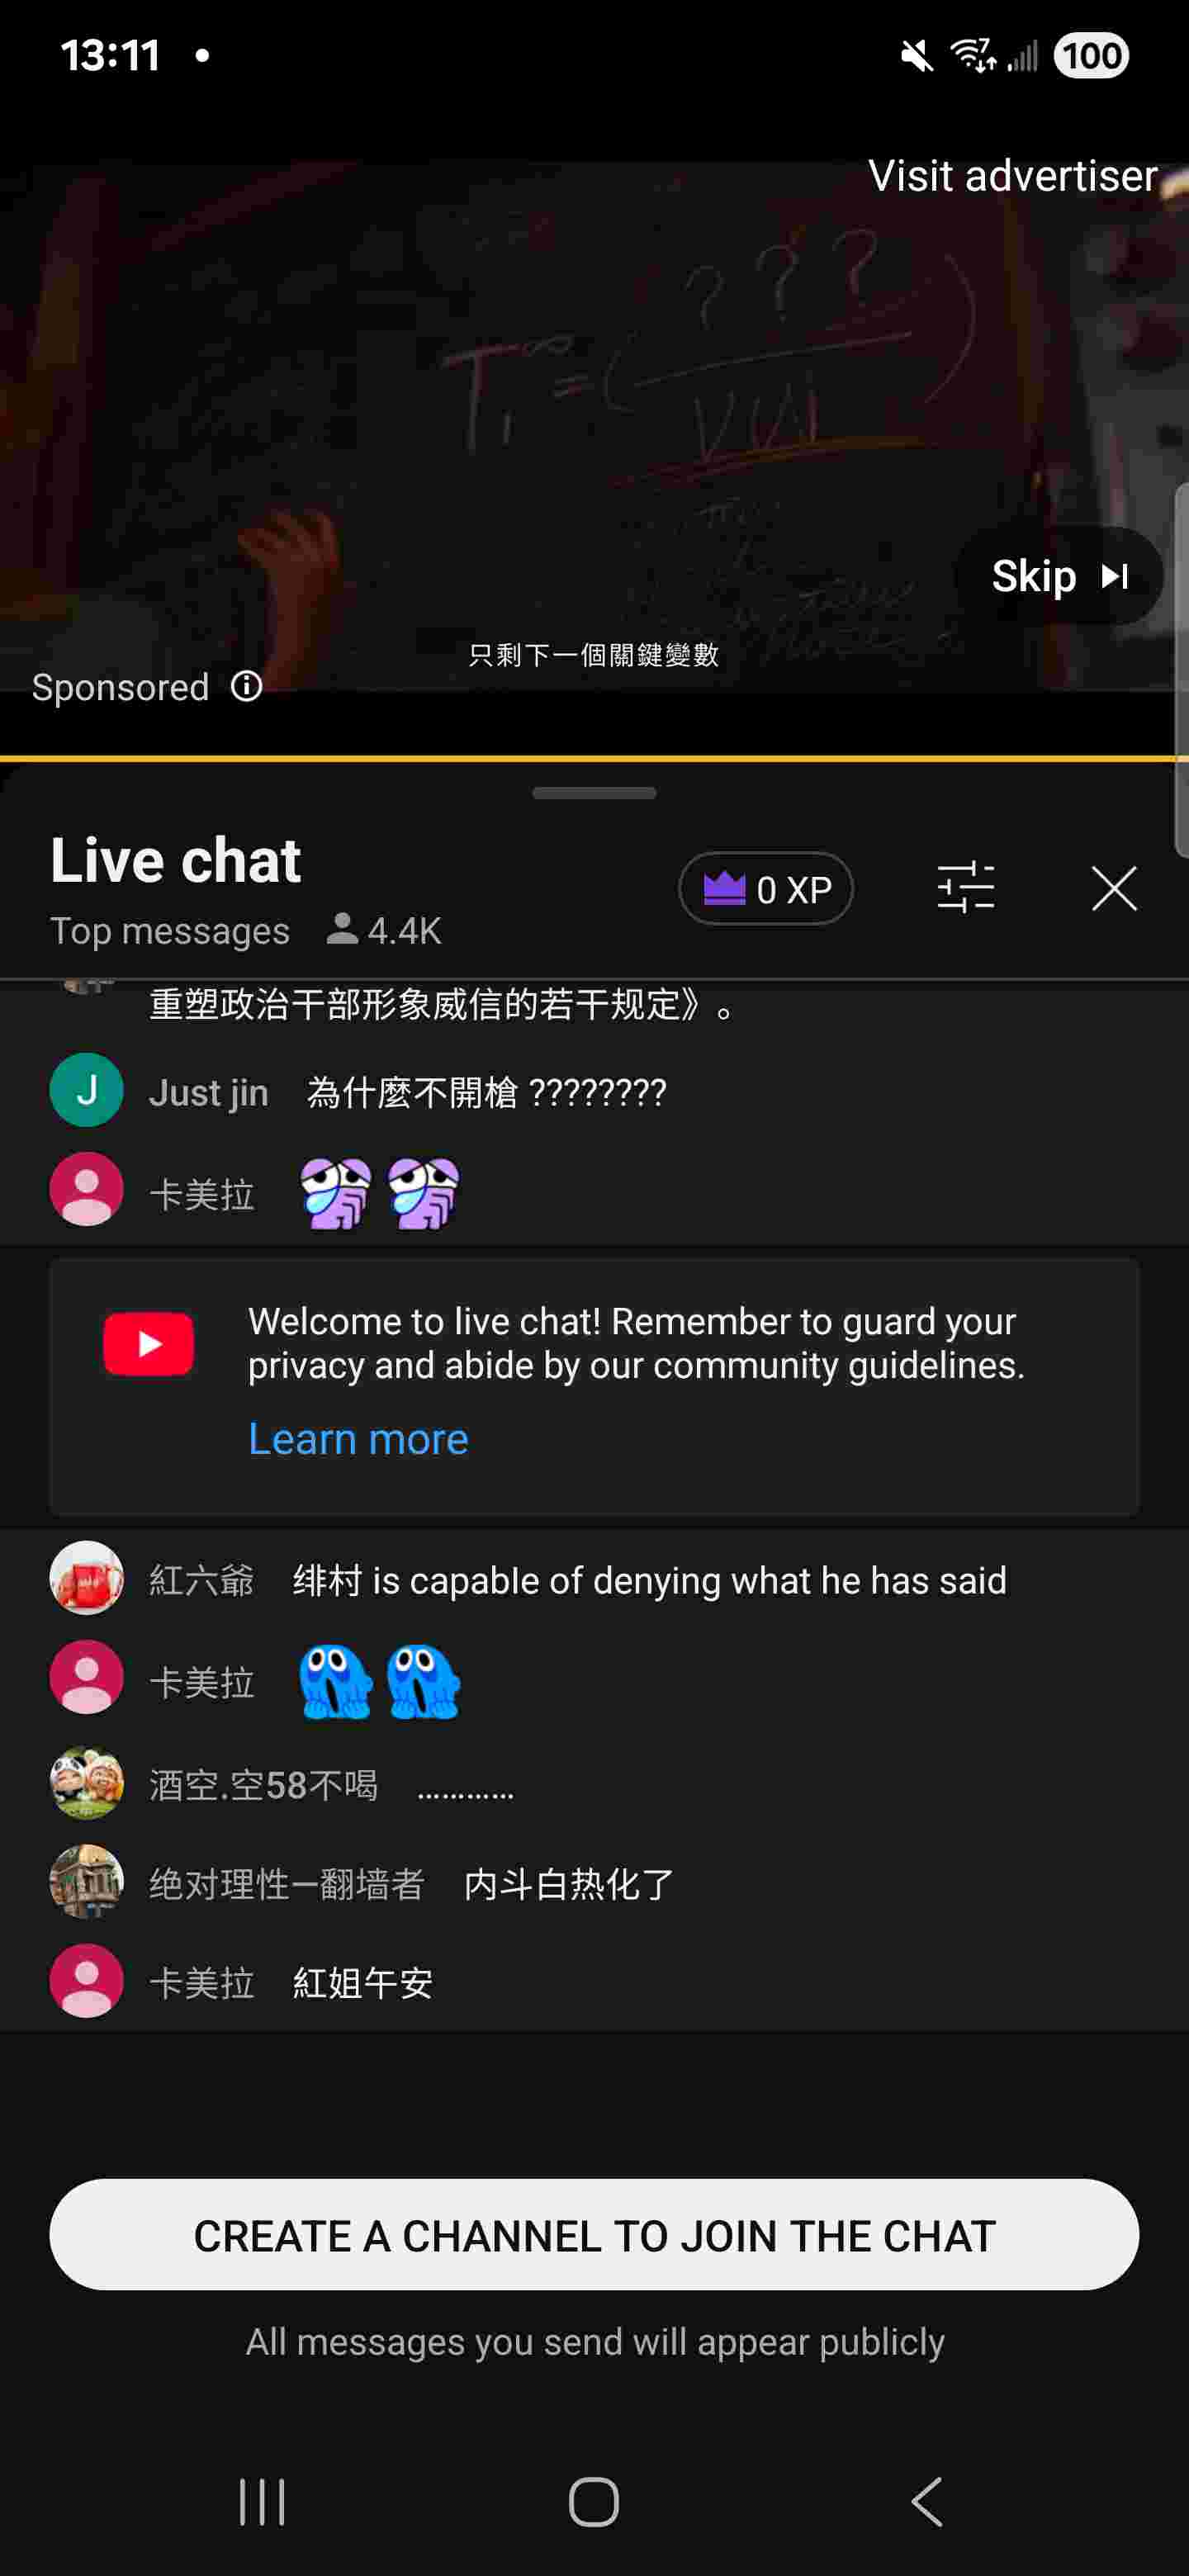 13:11
100
Visit advertiser
T₁^∞ = (???
Skip
只剩下一個關鍵變數
Sponsored
Live chat
0 XP
Top messages 4.4K
重塑政治干部形象威信的若干规定》。
J Just jin 為什麼不開槍 ????????
卡美拉
Welcome to live chat! Remember to guard your
privacy and abide by our community guidelines.
Learn more
紅六爺 绯村 is capable of denying what he has said
卡美拉
酒空.空58不喝 …………
绝对理性—翻墙者 内斗白热化了
卡美拉 紅姐午安
CREATE A CHANNEL TO JOIN THE CHAT
All messages you send will appear publicly